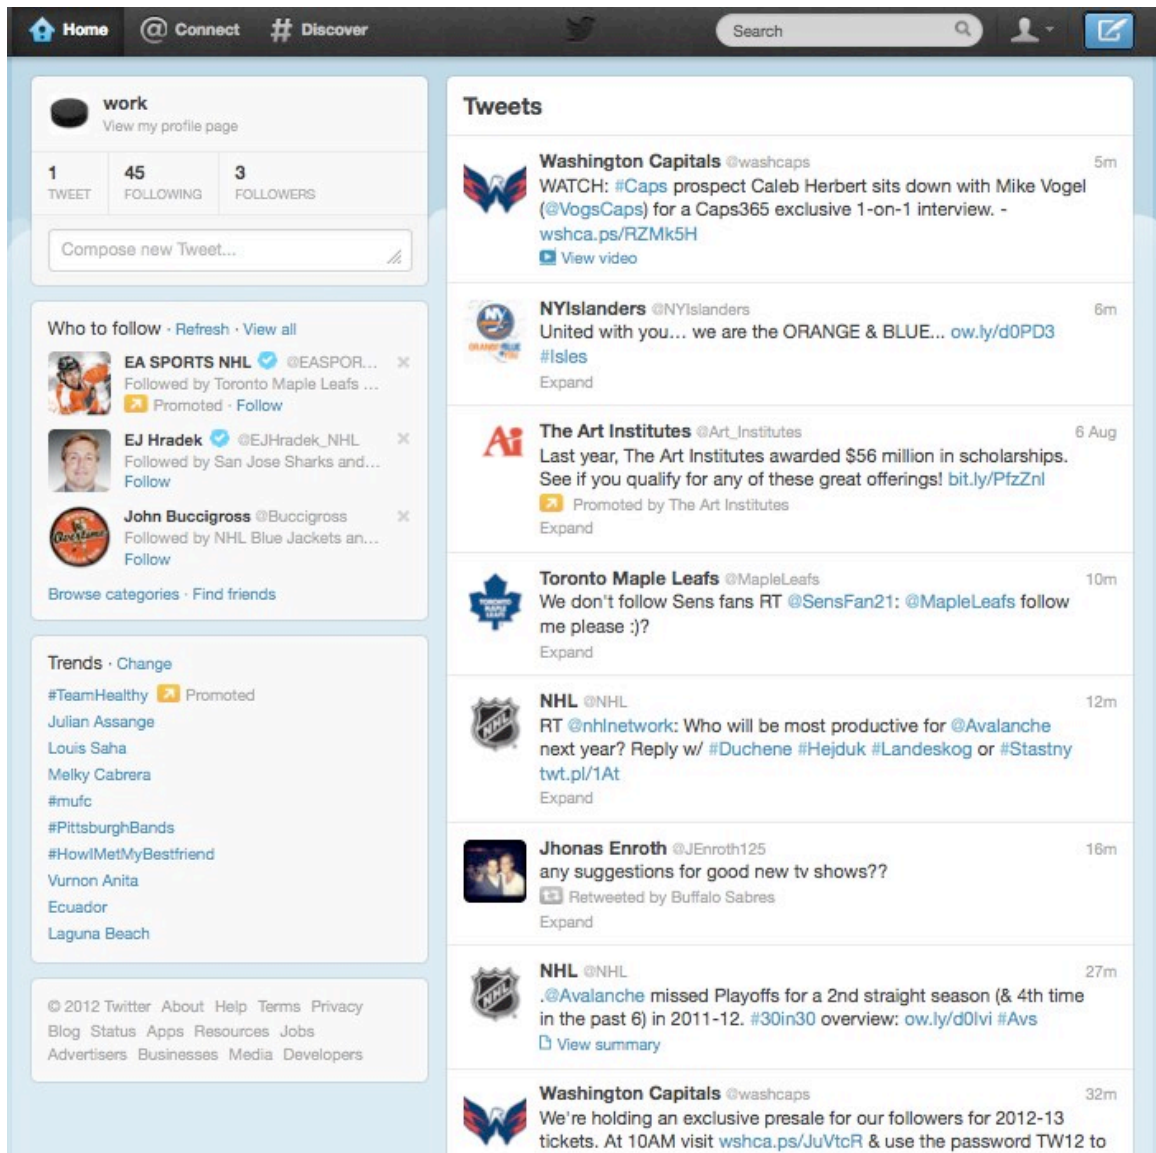 Home Connect Discover Search
work
View my profile page
1 45 3
TWEET FOLLOWING FOLLOWERS
Compose new Tweet...
Who to follow · Refresh · View all
EA SPORTS NHL @EASPOR...
Followed by Toronto Maple Leafs ...
Promoted · Follow
EJ Hradek @EJHradek_NHL
Followed by San Jose Sharks and...
Follow
John Buccigross @Buccigross
Followed by NHL Blue Jackets an...
Follow
Browse categories · Find friends
Trends · Change
#TeamHealthy Promoted
Julian Assange
Louis Saha
Melky Cabrera
#mufc
#PittsburghBands
#HowIMetMyBestfriend
Vurnon Anita
Ecuador
Laguna Beach
© 2012 Twitter About Help Terms Privacy
Blog Status Apps Resources Jobs
Advertisers Businesses Media Developers
Tweets
Washington Capitals @washcaps 5m
WATCH: #Caps prospect Caleb Herbert sits down with Mike Vogel
(@VogsCaps) for a Caps365 exclusive 1-on-1 interview. -
wshca.ps/RZMk5H
View video
NYIslanders @NYIslanders 6m
United with you... we are the ORANGE & BLUE... ow.ly/d0PD3
#Isles
Expand
Ai
The Art Institutes @Art_Institutes 6 Aug
Last year, The Art Institutes awarded $56 million in scholarships.
See if you qualify for any of these great offerings! bit.ly/PfzZnl
Promoted by The Art Institutes
Expand
TORONTO
MAPLE
LEAFS
Toronto Maple Leafs @MapleLeafs 10m
We don't follow Sens fans RT @SensFan21: @MapleLeafs follow
me please :)?
Expand
NHL
NHL @NHL 12m
RT @nhlnetwork: Who will be most productive for @Avalanche
next year? Reply w/ #Duchene #Hejduk #Landeskog or #Stastny
twt.pl/1At
Expand
Jhonas Enroth @JEnroth125 16m
any suggestions for good new tv shows??
Retweeted by Buffalo Sabres
Expand
NHL
NHL @NHL 27m
.@Avalanche missed Playoffs for a 2nd straight season (& 4th time
in the past 6) in 2011-12. #30in30 overview: ow.ly/d0Ivi #Avs
View summary
Washington Capitals @washcaps 32m
We're holding an exclusive presale for our followers for 2012-13
tickets. At 10AM visit wshca.ps/JuVtcR & use the password TW12 to